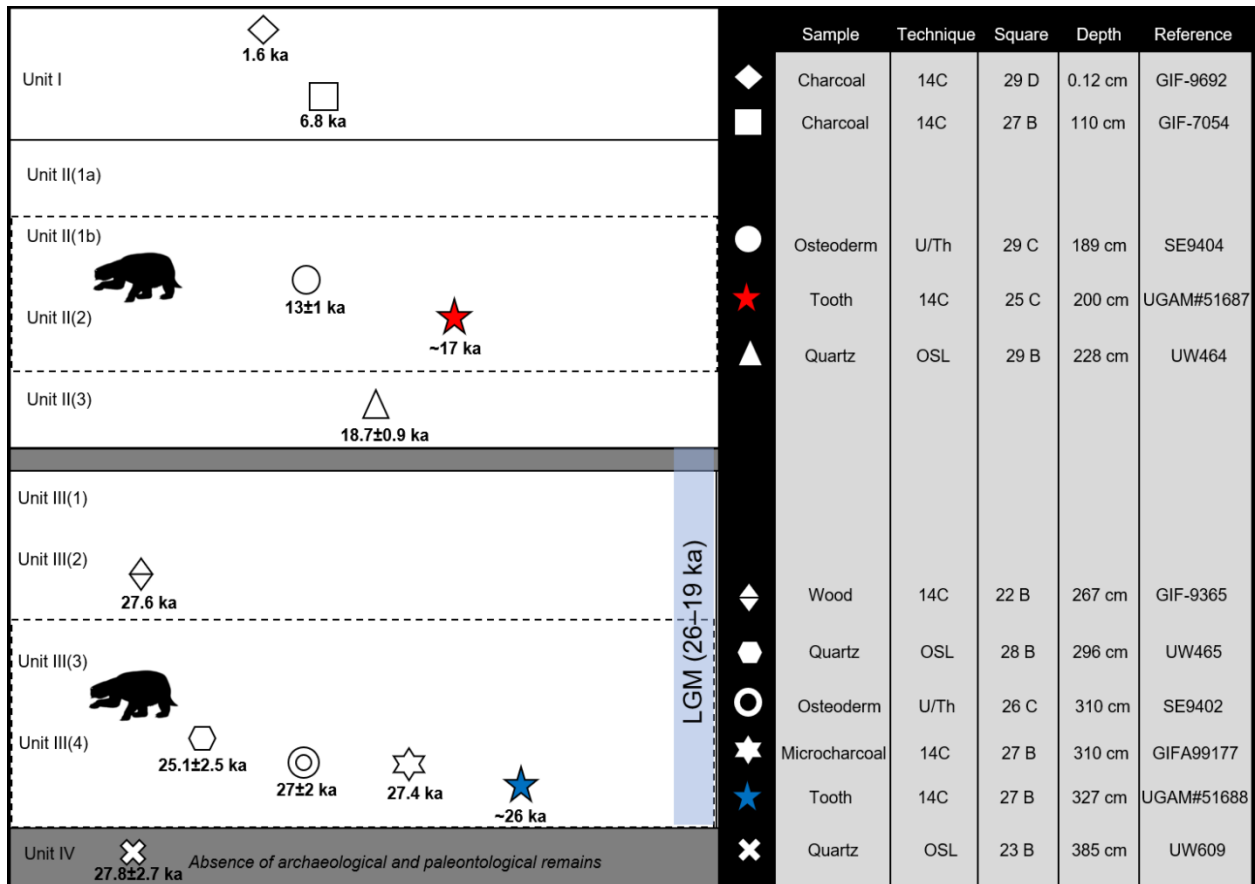 Sample Technique Square Depth Reference
1.6 ka
Unit I
Charcoal 14C 29 D 0.12 cm GIF-9692
6.8 ka
Charcoal 14C 27 B 110 cm GIF-7054
Unit II(1a)
Unit II(1b)
Osteoderm U/Th 29 C 189 cm SE9404
13±1 ka
Unit II(2)
Tooth 14C 25 C 200 cm UGAM#51687
~17 ka
Quartz OSL 29 B 228 cm UW464
Unit II(3)
18.7±0.9 ka
Unit III(1)
LGM (26–19 ka)
Unit III(2)
27.6 ka
Wood 14C 22 B 267 cm GIF-9365
Unit III(3)
Quartz OSL 28 B 296 cm UW465
Osteoderm U/Th 26 C 310 cm SE9402
Unit III(4)
Microcharcoal 14C 27 B 310 cm GIFA99177
25.1±2.5 ka
27±2 ka
27.4 ka
Tooth 14C 27 B 327 cm UGAM#51688
~26 ka
Unit IV
Absence of archaeological and paleontological remains
Quartz OSL 23 B 385 cm UW609
27.8±2.7 ka